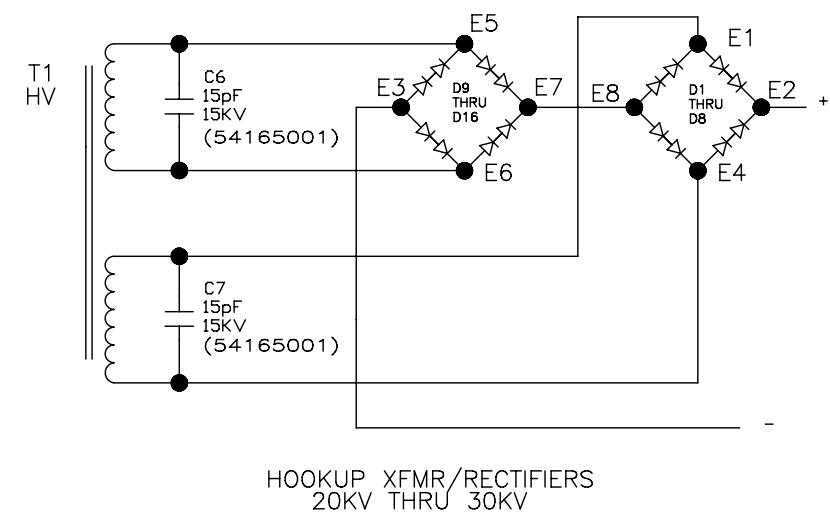 T1
HV
C6
15pF
15KV
(54165001)
E5
E3
D9
THRU
D16
E7
E6
E1
E8
D1
THRU
D8
E2
+
E4
C7
15pF
15KV
(54165001)
-
HOOKUP XFMR/RECTIFIERS
20KV THRU 30KV